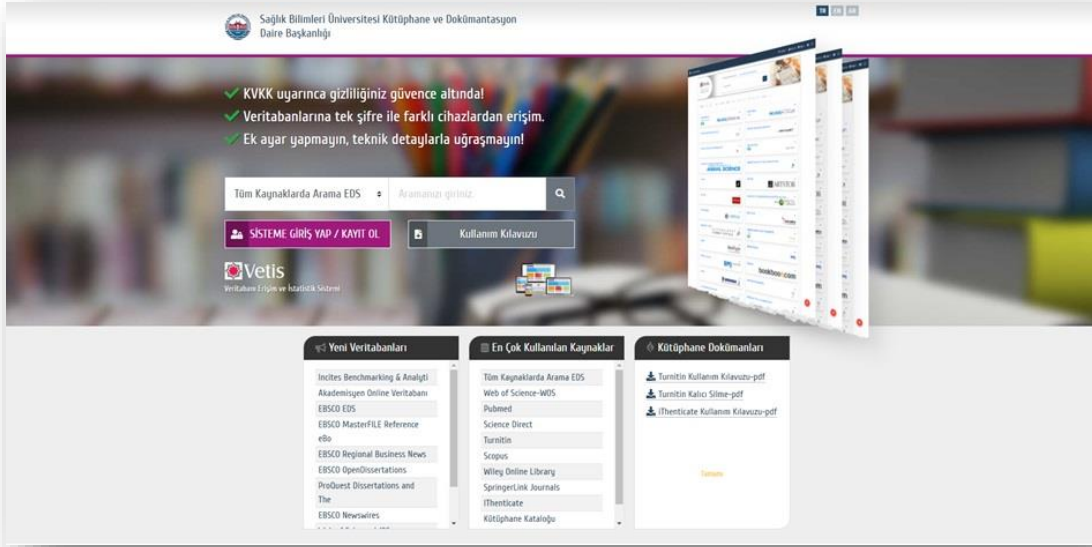 Sağlık Bilimleri Üniversitesi Kütüphane ve Dokümantasyon
Daire Başkanlığı
TR EN AR
KVKK uyarınca gizliliğiniz güvence altında!
Veritabanlarına tek şifre ile farklı cihazlardan erişim.
Ek ayar yapmayın, teknik detaylarla uğraşmayın!
Tüm Kaynaklarda Arama EDS
Aramanızı giriniz.
SİSTEME GİRİŞ YAP / KAYIT OL
Kullanım Kılavuzu
Vetis
Veritabanı Erişim ve İstatistik Sistemi
Yeni Veritabanları
Incites Benchmarking & Analyti
Akademisyen Online Veritabanı
EBSCO EDS
EBSCO MasterFILE Reference
eBo
EBSCO Regional Business News
EBSCO OpenDissertations
ProQuest Dissertations and
The
EBSCO Newswires
En Çok Kullanılan Kaynaklar
Tüm Kaynaklarda Arama EDS
Web of Science-WOS
Pubmed
Science Direct
Turnitin
Scopus
Wiley Online Library
SpringerLink Journals
IThenticate
Kütüphane Kataloğu
Kütüphane Dokümanları
Turnitin Kullanım Kılavuzu-pdf
Turnitin Kalıcı Silme-pdf
iThenticate Kullanım Kılavuzu-pdf
Tümünü